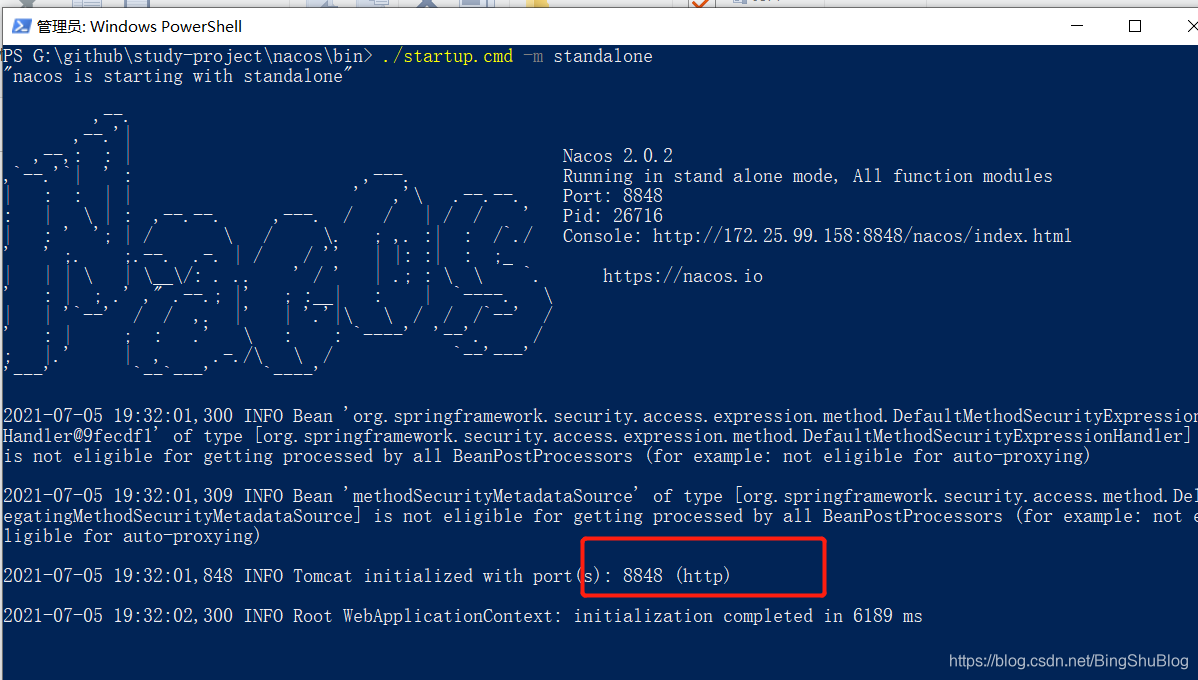 管理员: Windows PowerShell
PS G:\github\study-project\nacos\bin> ./startup.cmd -m standalone
"nacos is starting with standalone"
Nacos 2.0.2
Running in stand alone mode, All function modules
Port: 8848
Pid: 26716
Console: http://172.25.99.158:8848/nacos/index.html
https://nacos.io
2021-07-05 19:32:01,300 INFO Bean 'org.springframework.security.access.expression.method.DefaultMethodSecurityExpression
Handler@9fecdf1' of type [org.springframework.security.access.expression.method.DefaultMethodSecurityExpressionHandler]
is not eligible for getting processed by all BeanPostProcessors (for example: not eligible for auto-proxying)
2021-07-05 19:32:01,309 INFO Bean 'methodSecurityMetadataSource' of type [org.springframework.security.access.method.Del
egatingMethodSecurityMetadataSource] is not eligible for getting processed by all BeanPostProcessors (for example: not e
ligible for auto-proxying)
2021-07-05 19:32:01,848 INFO Tomcat initialized with port(s): 8848 (http)
2021-07-05 19:32:02,300 INFO Root WebApplicationContext: initialization completed in 6189 ms
https://blog.csdn.net/BingShuBlog